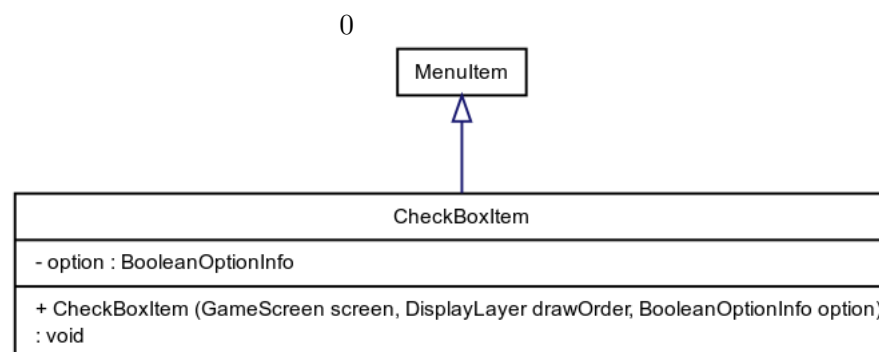 0
MenuItem
CheckBoxItem
- option : BooleanOptionInfo
+ CheckBoxItem (GameScreen screen, DisplayLayer drawOrder, BooleanOptionInfo option)
: void